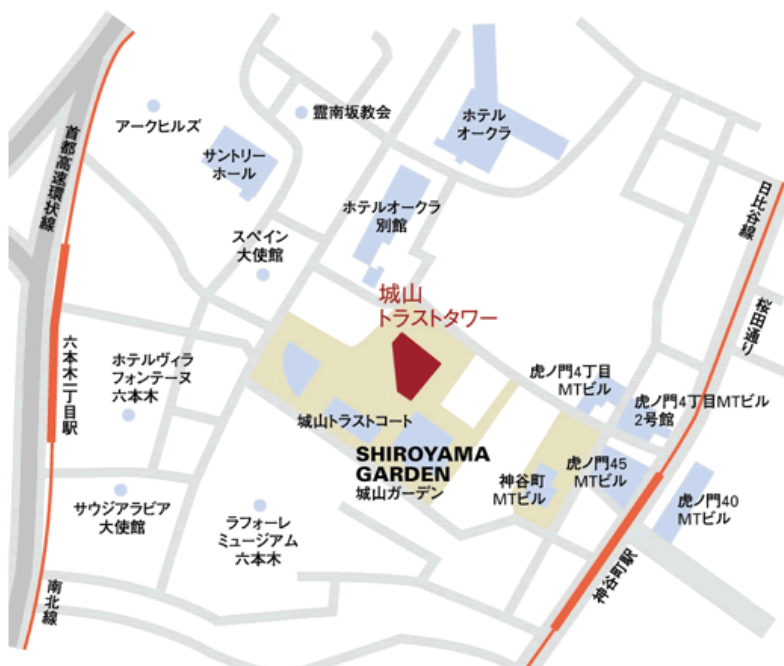 アークヒルズ
霊南坂教会
ホテル
オークラ
首都高速環状線
サントリー
ホール
日比谷線
ホテルオークラ
別館
スペイン
大使館
城山
トラストタワー
桜田通り
六本木一丁目駅
ホテルヴィラ
フォンテーヌ
六本木
虎ノ門4丁目
MTビル
虎ノ門4丁目MTビル
2号館
城山トラストコート
SHIROYAMA
GARDEN
城山ガーデン
神谷町
MTビル
虎ノ門45
MTビル
虎ノ門40
MTビル
サウジアラビア
大使館
ラフォーレ
ミュージアム
六本木
神谷町駅
南北線